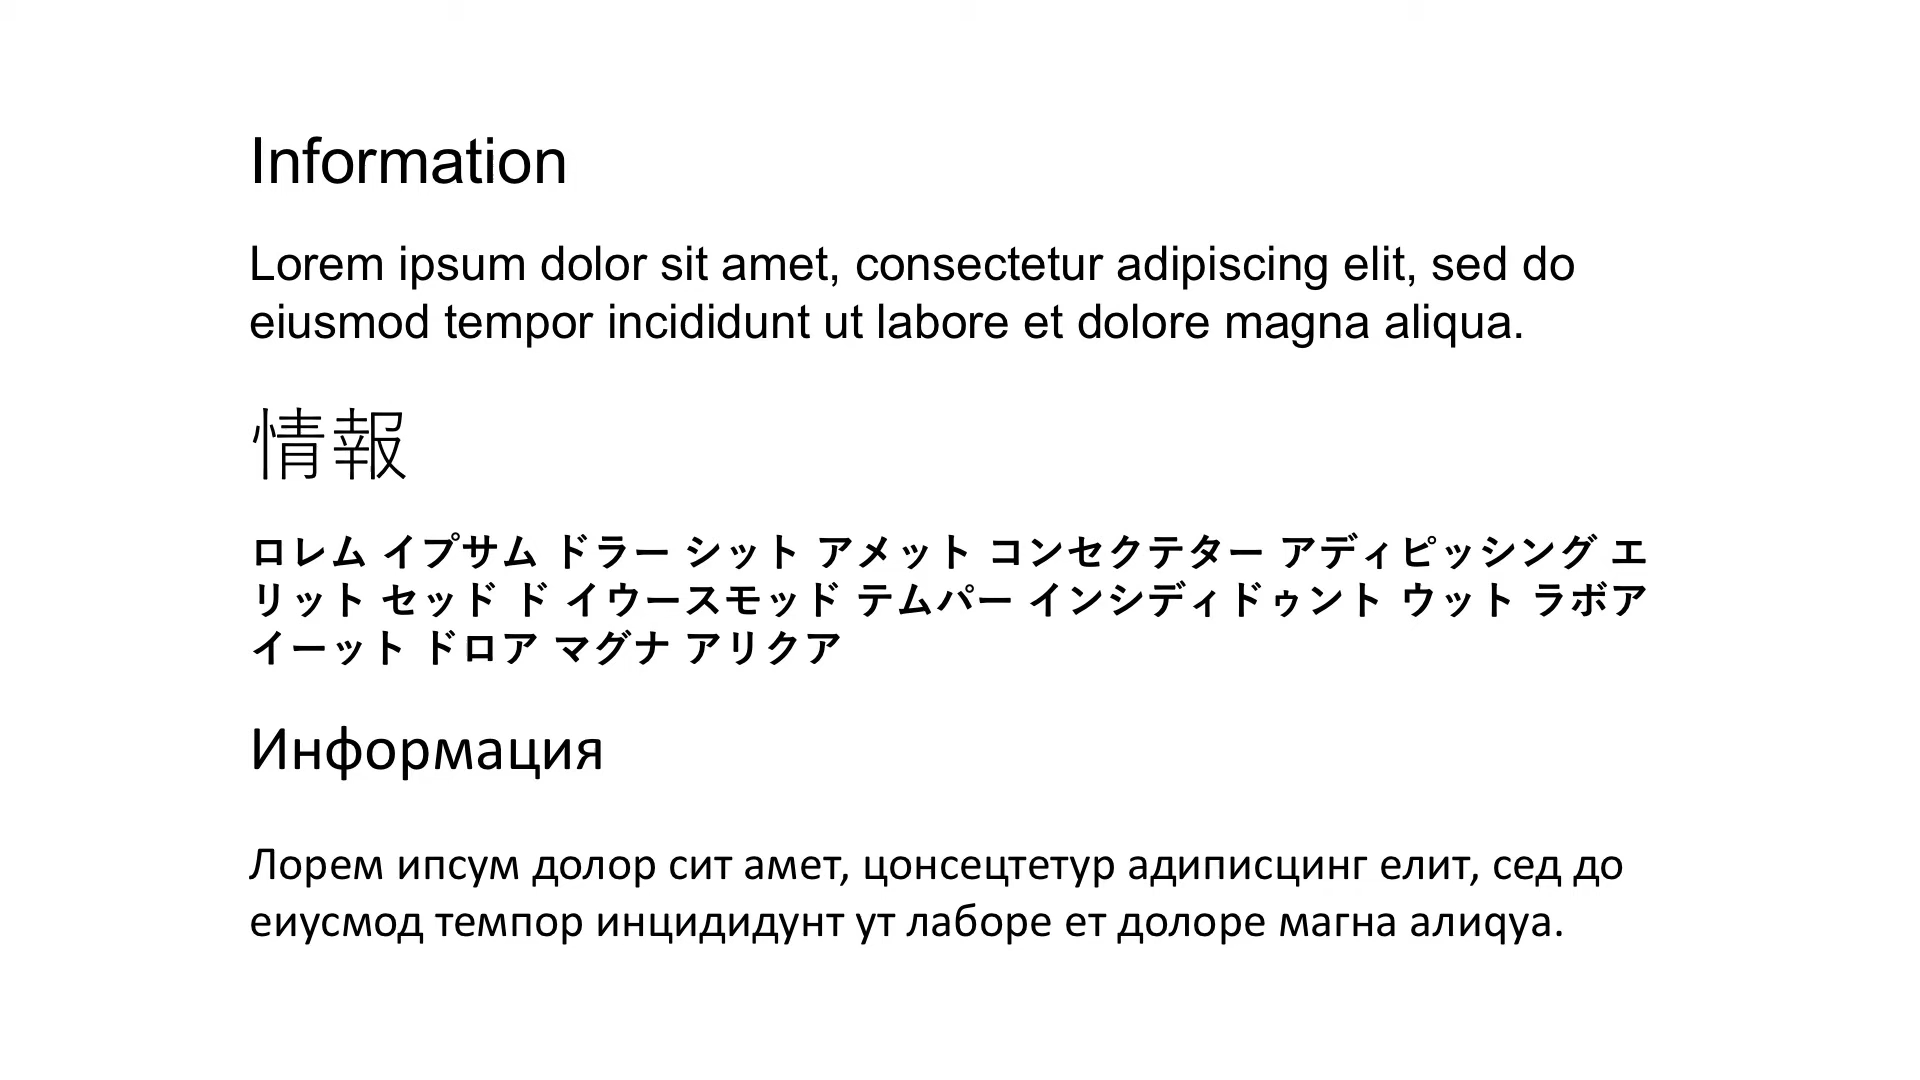 Information
Lorem ipsum dolor sit amet, consectetur adipiscing elit, sed do
eiusmod tempor incididunt ut labore et dolore magna aliqua.
情報
ロレム イプサム ドラー シット アメット コンセクテター アディピッシング エ
リット セッド ド イウースモッド テムパー インシディドゥント ウット ラボア
イーット ドロア マグナ アリクア
Информация
Лорем ипсум долор сит амет, цонсецтетур адиписцинг елит, сед до
еиусмод темпор инцидидунт ут лаборе ет долоре магна алиqуа.